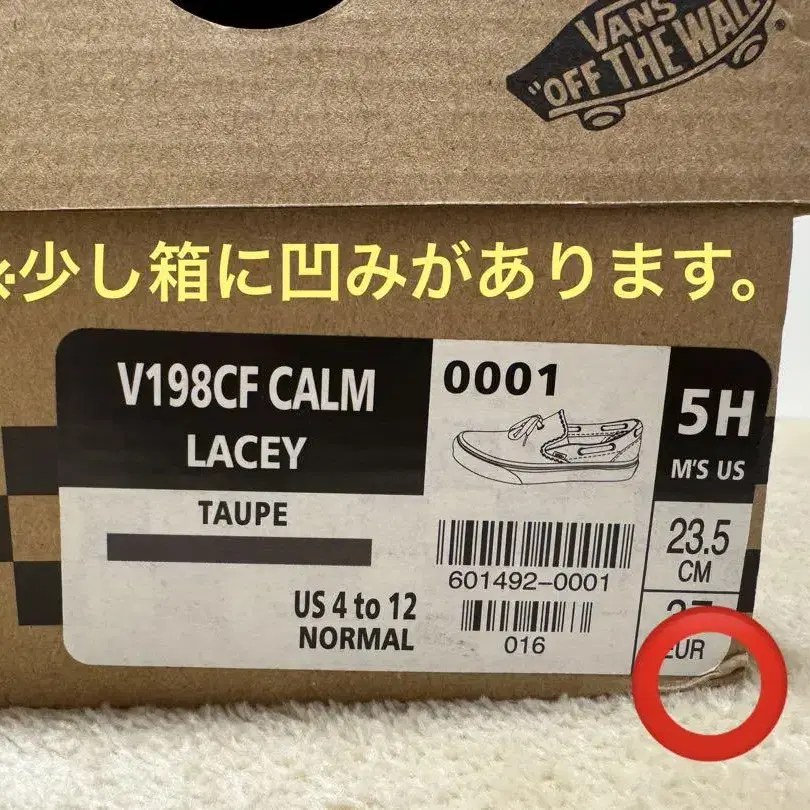 VANS
"OFF THE WALL
※少し箱に凹みがあります。
V198CF CALM
LACEY
0001
5H
M'S US
TAUPE
23.5
CM
601492-0001
US 4 to 12
NORMAL
016
EUR